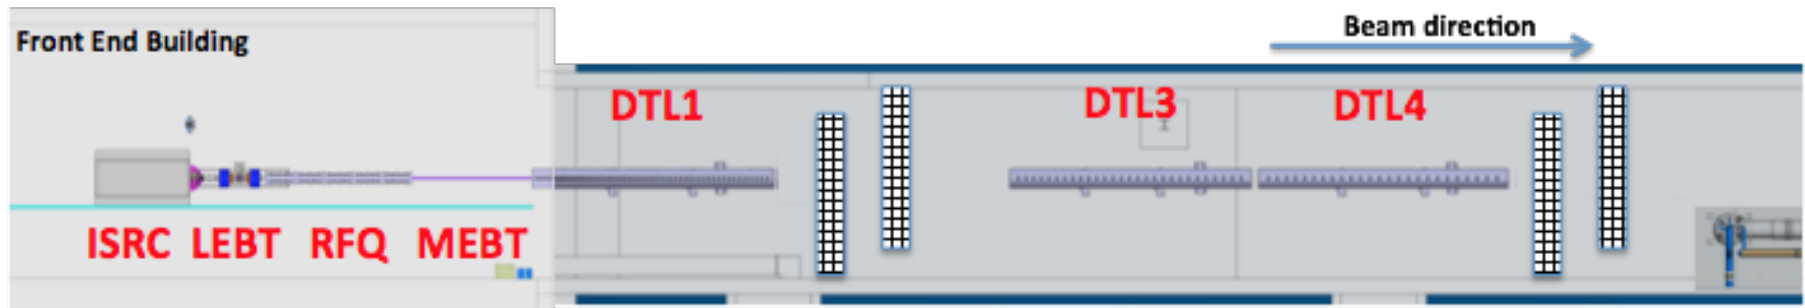 Front End Building
Beam direction
DTL1
DTL3
DTL4
ISRC LEBT RFQ MEBT